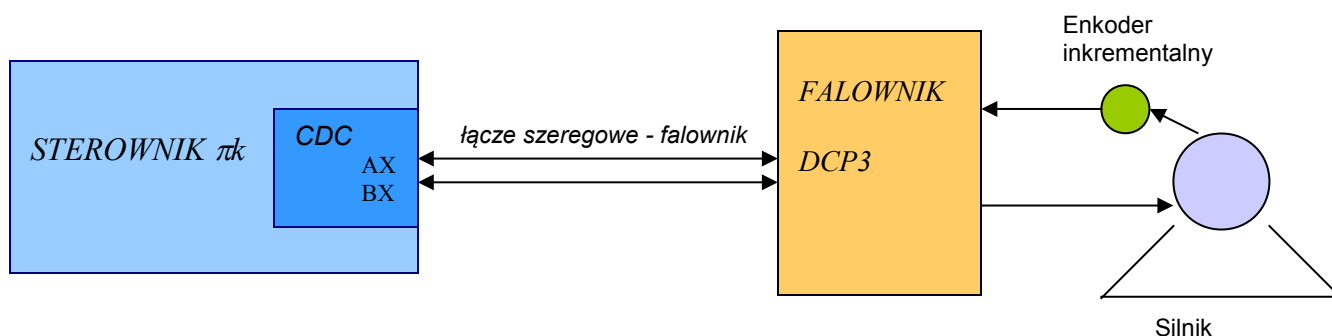 STEROWNIK πk
CDC
AX
BX
łącze szeregowe - falownik
FALOWNIK
DCP3
Enkoder
inkrementalny
Silnik